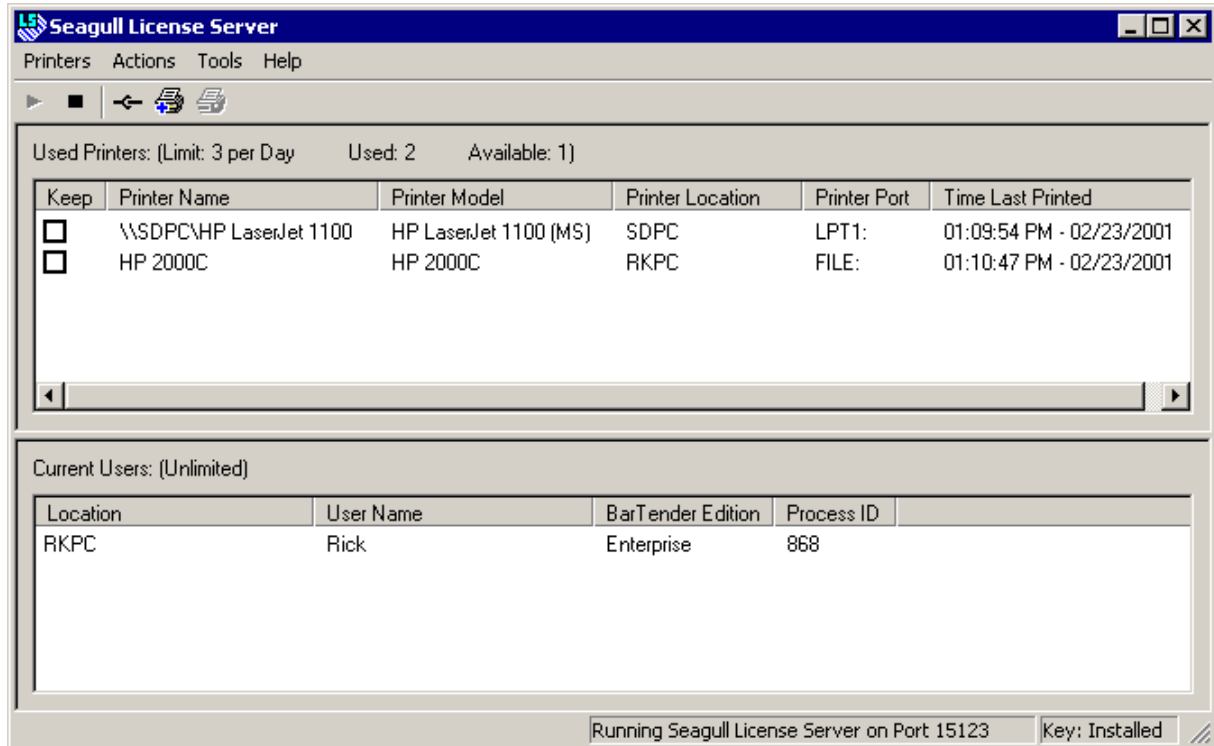 LS Seagull License Server
Printers Actions Tools Help
Used Printers: (Limit: 3 per Day Used: 2 Available: 1)
Keep Printer Name Printer Model Printer Location Printer Port Time Last Printed
\\SDPC\HP LaserJet 1100 HP LaserJet 1100 (MS) SDPC LPT1: 01:09:54 PM - 02/23/2001
HP 2000C HP 2000C RKPC FILE: 01:10:47 PM - 02/23/2001
Current Users: (Unlimited)
Location User Name BarTender Edition Process ID
RKPC Rick Enterprise 868
Running Seagull License Server on Port 15123 Key: Installed